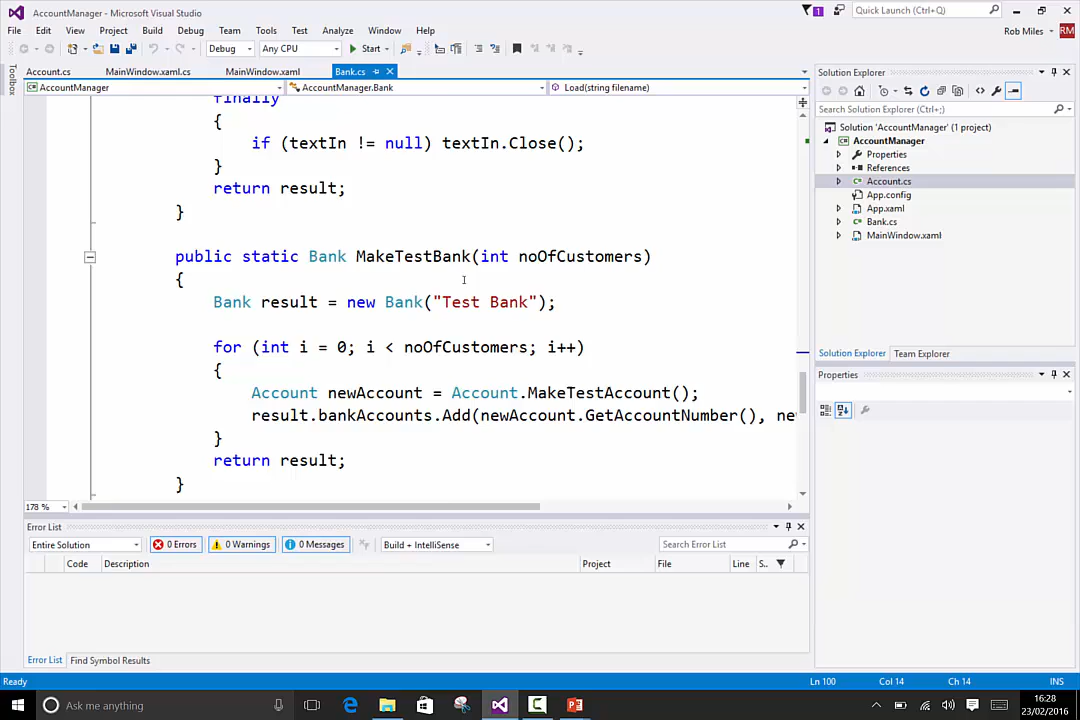 AccountManager - Microsoft Visual Studio
1
Quick Launch (Ctrl+Q)
File Edit View Project Build Debug Team Tools Test Analyze Window Help
Rob Miles RM
Debug Any CPU Start
Toolbox
Account.cs MainWindow.xaml.cs MainWindow.xaml Bank.cs
AccountManager AccountManager.Bank Load(string filename)
finally
{
if (textIn != null) textIn.Close();
}
return result;
}
public static Bank MakeTestBank(int noOfCustomers)
{
Bank result = new Bank("Test Bank");
for (int i = 0; i < noOfCustomers; i++)
{
Account newAccount = Account.MakeTestAccount();
result.bankAccounts.Add(newAccount.GetAccountNumber(), ne
}
return result;
}
178 %
Solution Explorer
Search Solution Explorer (Ctrl+;)
Solution 'AccountManager' (1 project)
AccountManager
Properties
References
Account.cs
App.config
App.xaml
Bank.cs
MainWindow.xaml
Solution Explorer Team Explorer
Properties
Error List
Entire Solution 0 Errors 0 Warnings 0 Messages Build + IntelliSense Search Error List
Code Description Project File Line S..
Error List Find Symbol Results
Ready Ln 100 Col 14 Ch 14 INS
Ask me anything
16:28
23/02/2016